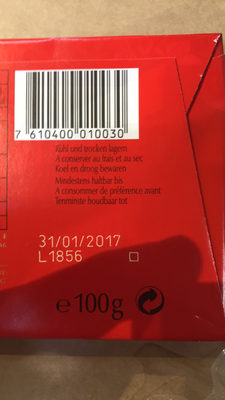 7 610400 010030
Kühl und trocken lagern
A conserver au frais et au sec
Koel en droog bewaren
Mindestens haltbar bis
A consommer de préférence avant
Tenminste houdbaar tot
31/01/2017
L1856
e 100g